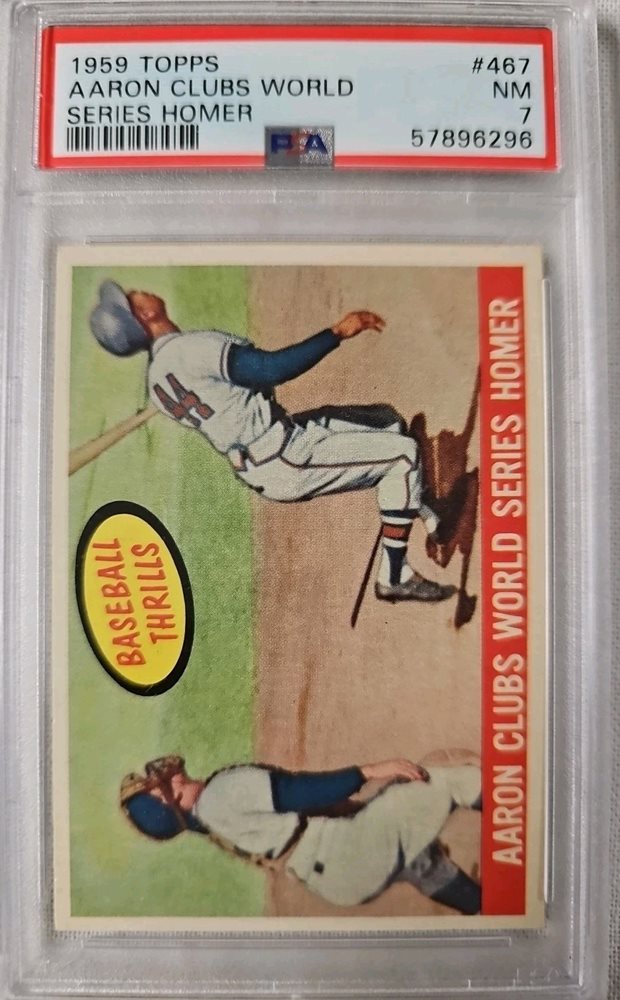 1959 TOPPS #467
AARON CLUBS WORLD NM
SERIES HOMER 7
PSA 57896296
44
BASEBALL
THRILLS
AARON CLUBS WORLD SERIES HOMER